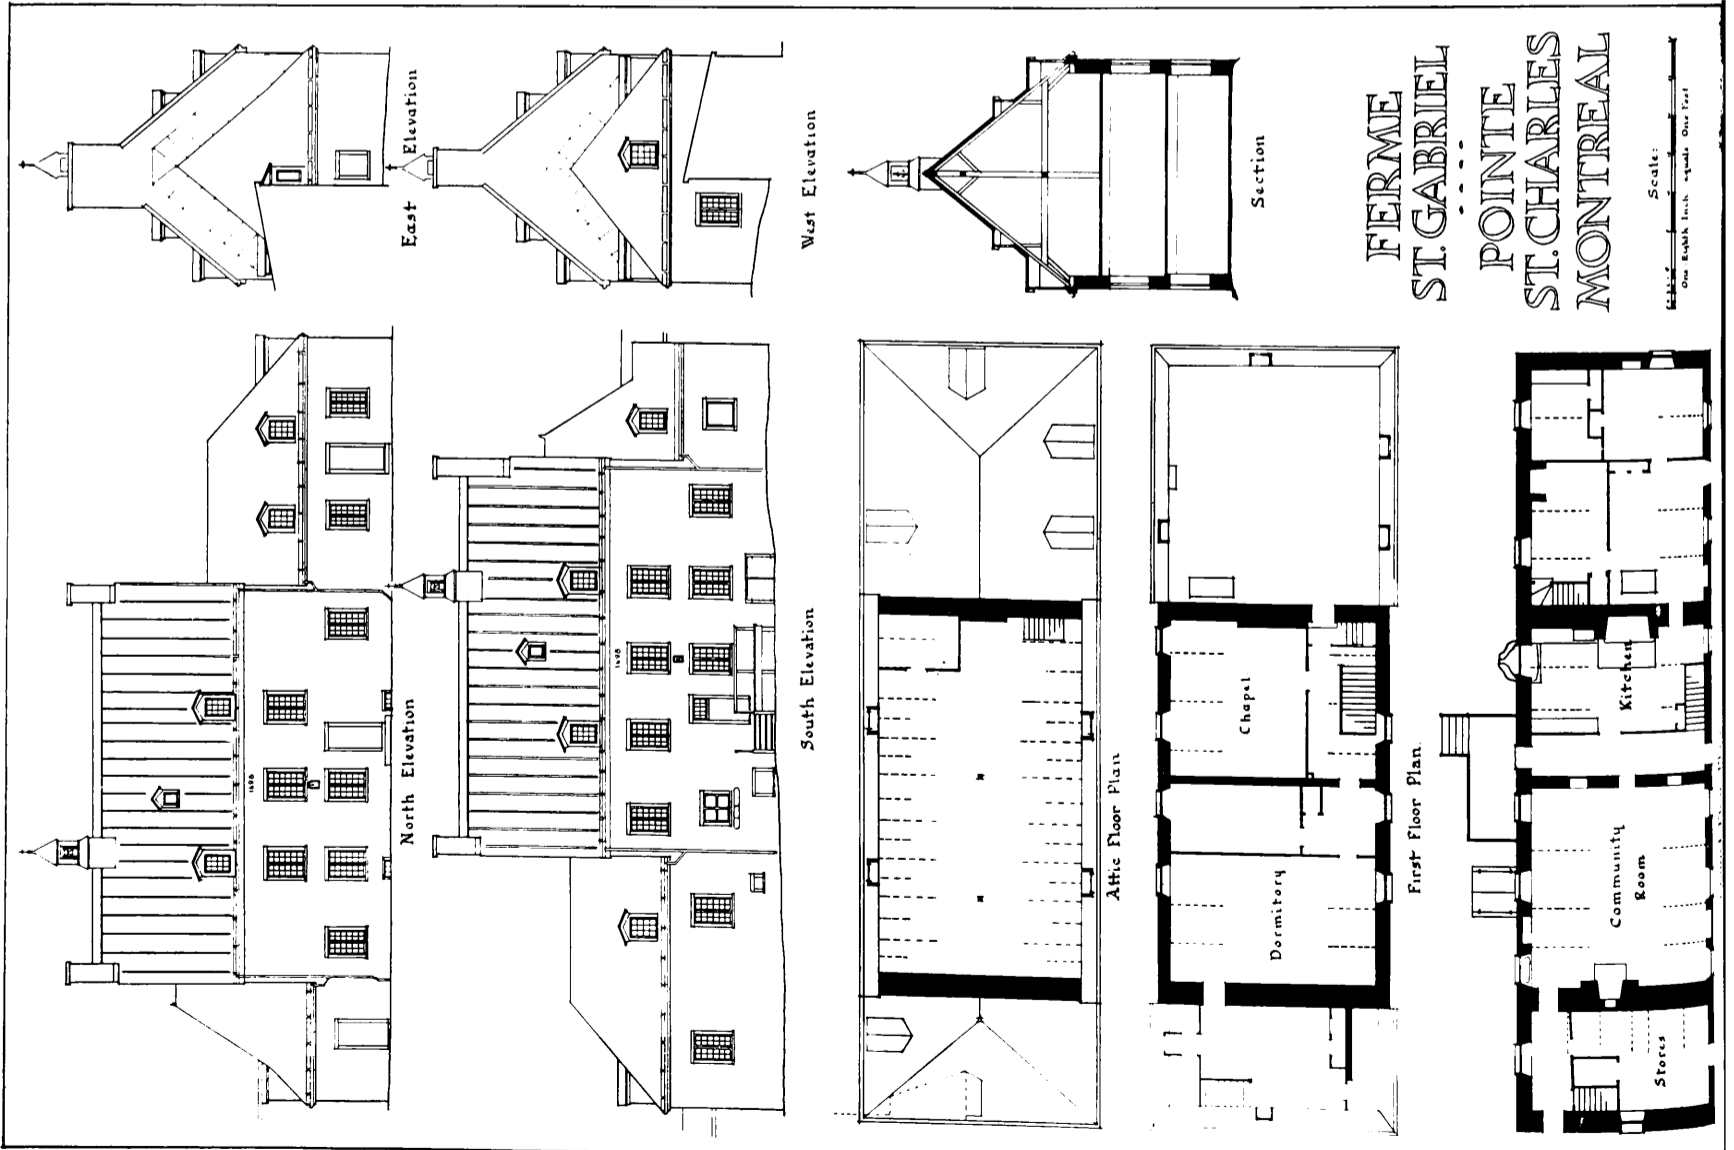 East Elevation
West Elevation
Section
FERME
ST. GABRIEL
POINTE
ST. CHARLES
MONTREAL
Scale:
One Eighth Inch equals One Foot
1698
North Elevation
1698
South Elevation
Attic Floor Plan
Chapel
Dormitory
First Floor Plan
Kitchen
Community
Room
Stores